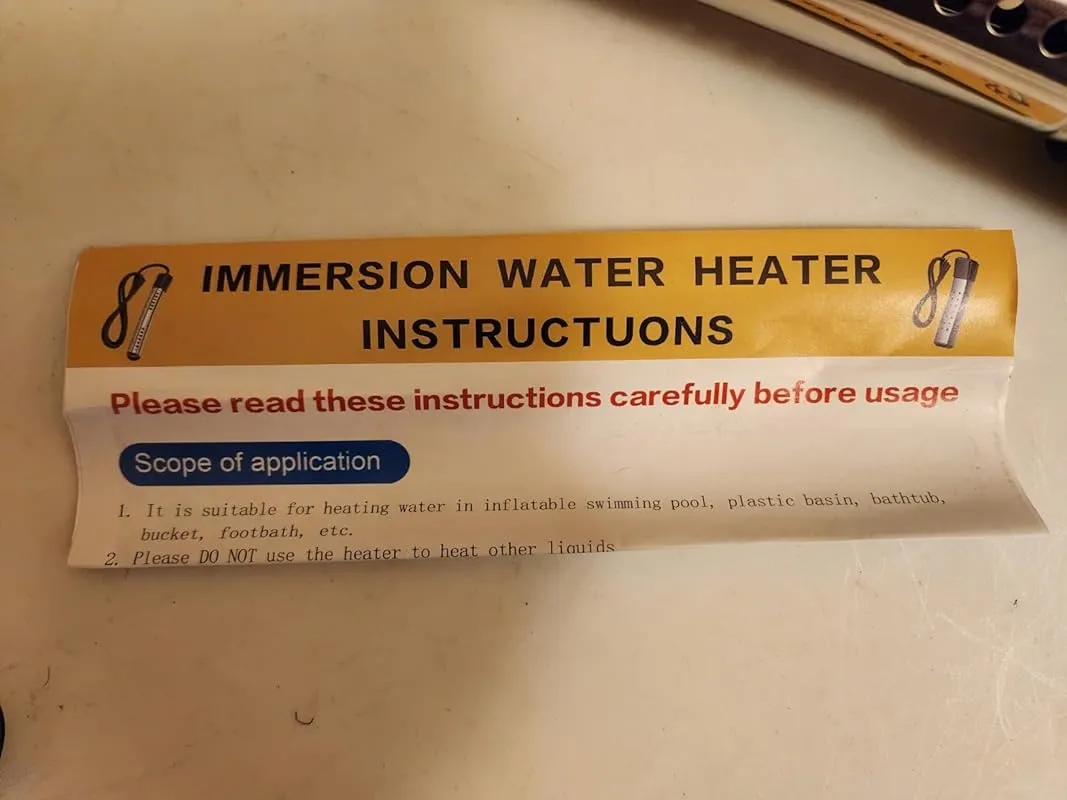 IMMERSION WATER HEATER
INSTRUCTUONS
Please read these instructions carefully before usage
Scope of application
1. It is suitable for heating water in inflatable swimming pool, plastic basin, bathtub,
bucket, footbath, etc.
2. Please DO NOT use the heater to heat other liquids